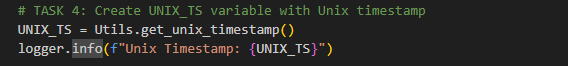 # TASK 4: Create UNIX_TS variable with Unix timestamp
UNIX_TS = Utils.get_unix_timestamp()
logger.info(f"Unix Timestamp: {UNIX_TS}")